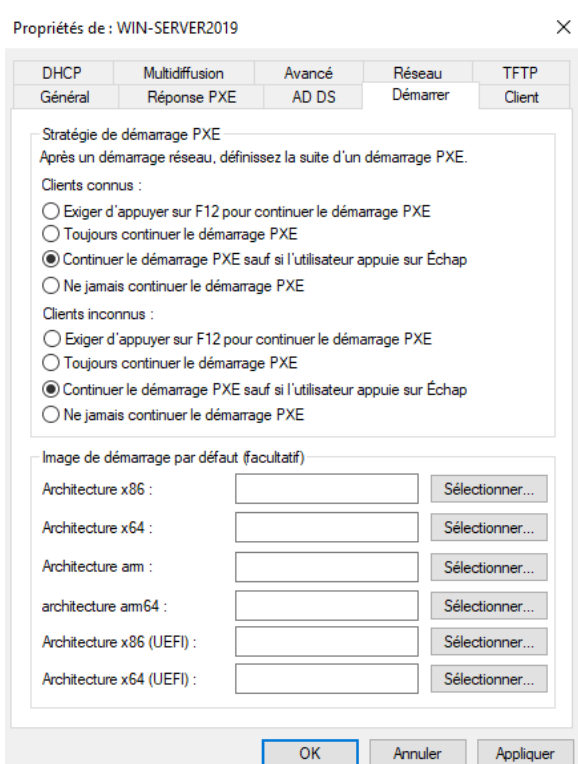 Propriétés de : WIN-SERVER2019
DHCP Multidiffusion Avancé Réseau TFTP
Général Réponse PXE AD DS Démarrer Client
Stratégie de démarrage PXE
Après un démarrage réseau, définissez la suite d'un démarrage PXE.
Clients connus :
Exiger d'appuyer sur F12 pour continuer le démarrage PXE
Toujours continuer le démarrage PXE
Continuer le démarrage PXE sauf si l'utilisateur appuie sur Échap
Ne jamais continuer le démarrage PXE
Clients inconnus :
Exiger d'appuyer sur F12 pour continuer le démarrage PXE
Toujours continuer le démarrage PXE
Continuer le démarrage PXE sauf si l'utilisateur appuie sur Échap
Ne jamais continuer le démarrage PXE
Image de démarrage par défaut (facultatif)
Architecture x86 : Sélectionner...
Architecture x64 : Sélectionner...
Architecture arm : Sélectionner...
architecture arm64 : Sélectionner...
Architecture x86 (UEFI) : Sélectionner...
Architecture x64 (UEFI) : Sélectionner...
OK Annuler Appliquer